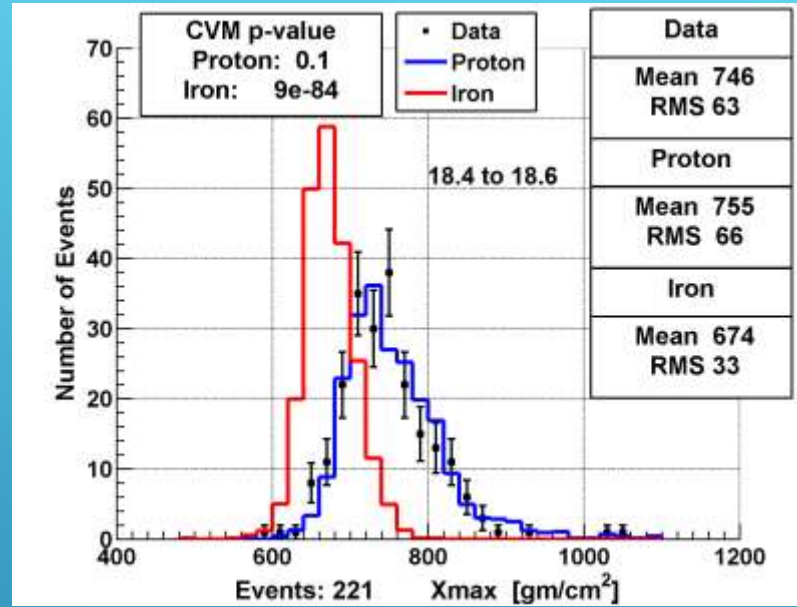 CVM p-value
Proton: 0.1
Iron: 9e-84
Data
Proton
Iron
Data
Mean 746
RMS 63
Proton
Mean 755
RMS 66
Iron
Mean 674
RMS 33
18.4 to 18.6
Number of Events
70
60
50
40
30
20
10
0
400 600 800 1000 1200
Events: 221 Xmax [gm/cm²]